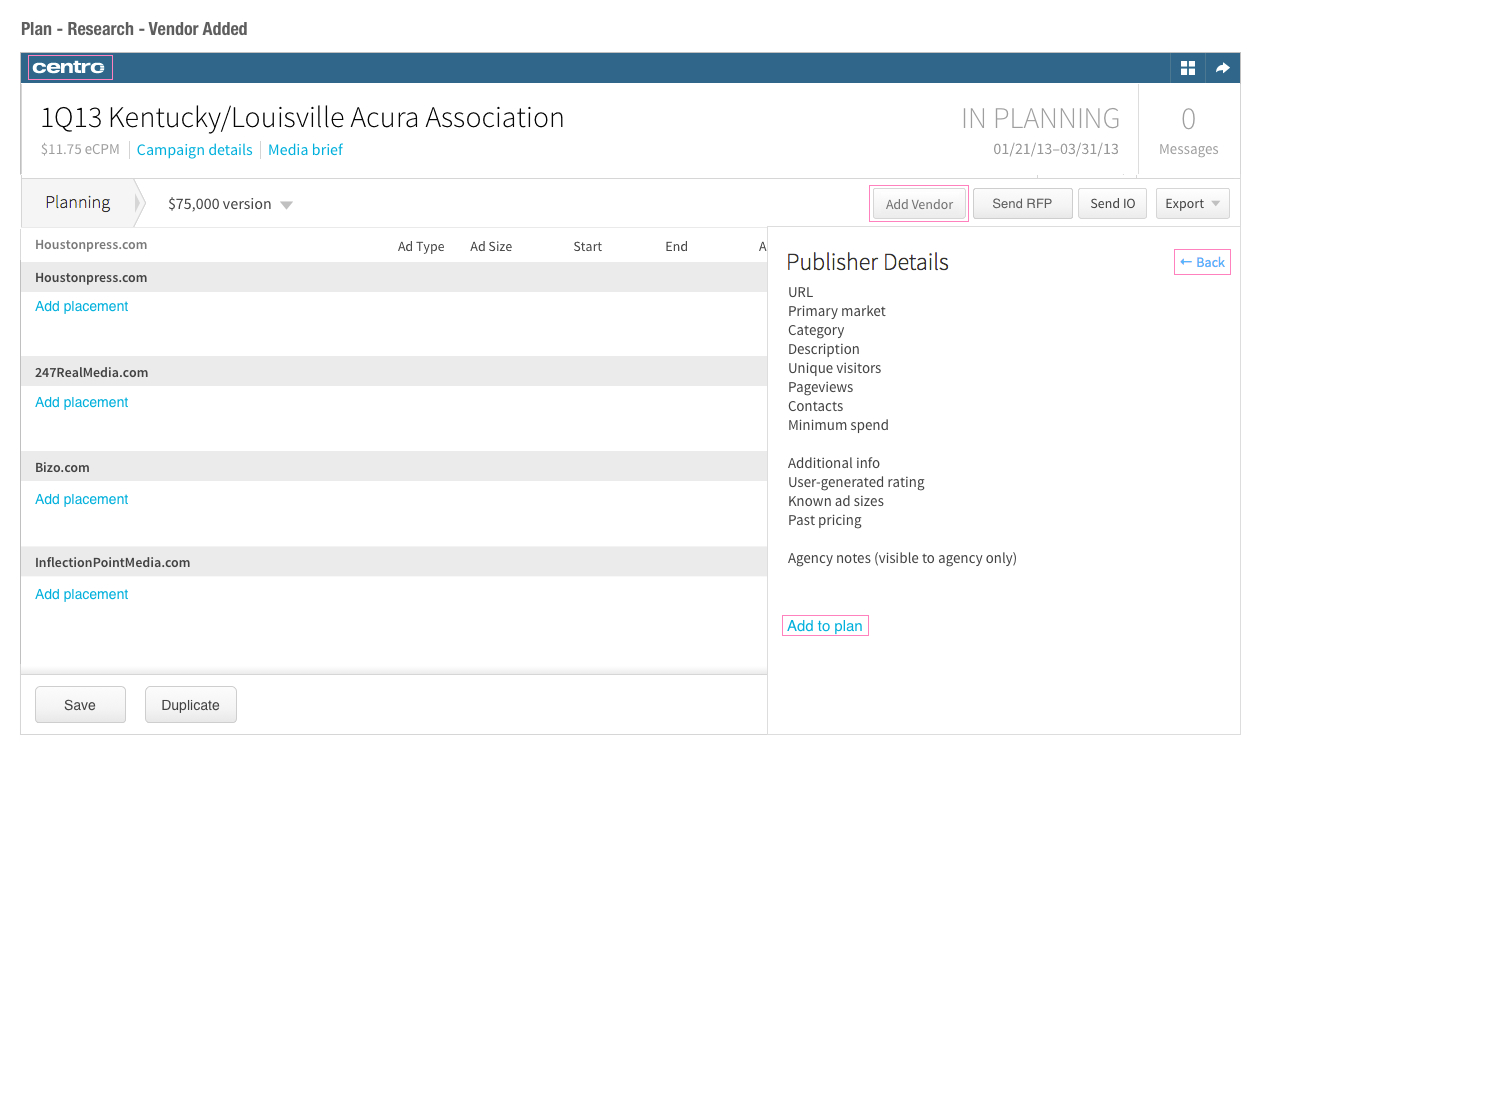 Plan - Research - Vendor Added
centro
1Q13 Kentucky/Louisville Acura Association
IN PLANNING
0
$11.75 eCPM
Campaign details
Media brief
01/21/13–03/31/13
Messages
Planning
$75,000 version
Add Vendor
Send RFP
Send IO
Export
Houstonpress.com
Ad Type
Ad Size
Start
End
A
Houstonpress.com
Add placement
247RealMedia.com
Add placement
Bizo.com
Add placement
InflectionPointMedia.com
Add placement
Save
Duplicate
Publisher Details
← Back
URL
Primary market
Category
Description
Unique visitors
Pageviews
Contacts
Minimum spend
Additional info
User-generated rating
Known ad sizes
Past pricing
Agency notes (visible to agency only)
Add to plan